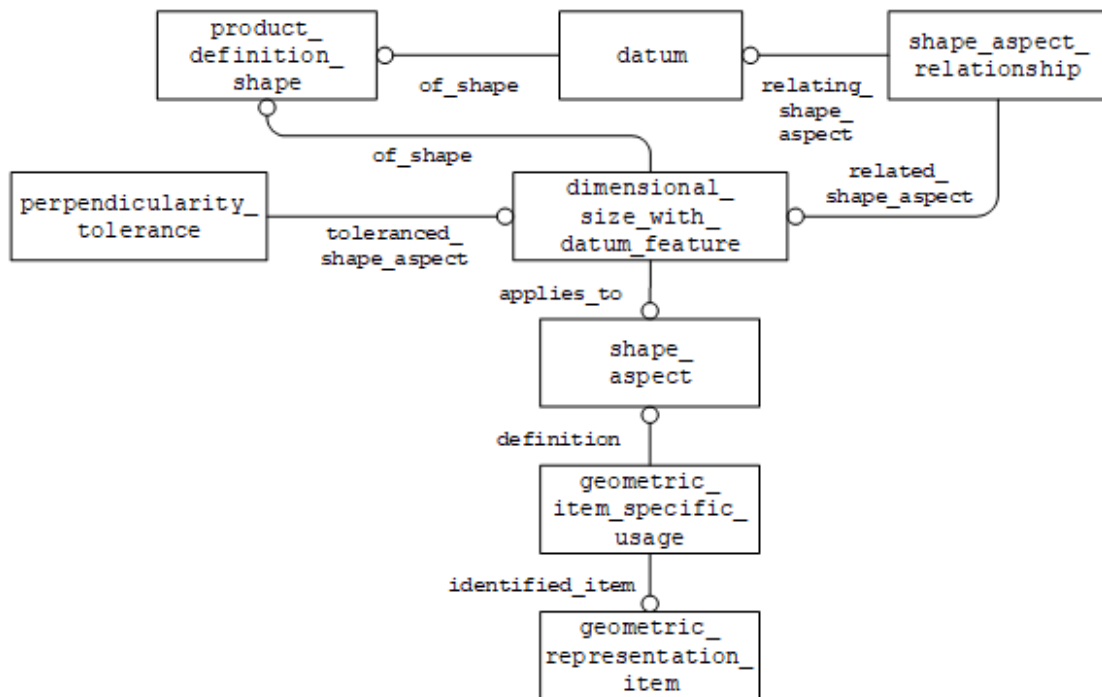 product_
definition_
shape
datum
shape_aspect_
relationship
of_shape
relating_
shape_
aspect
of_shape
related_
shape_aspect
perpendicularity_
tolerance
toleranced_
shape_aspect
dimensional_
size_with_
datum_feature
applies_to
shape_
aspect
definition
geometric_
item_specific_
usage
identified_item
geometric_
representation_
item